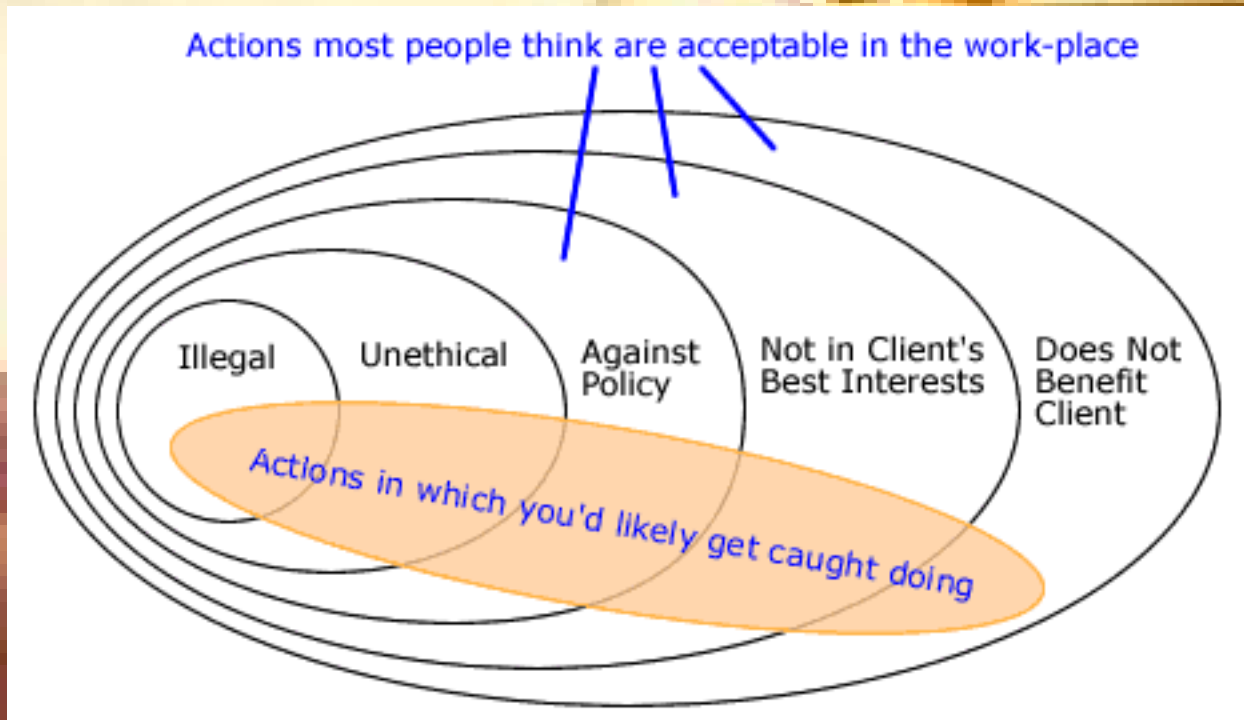 Actions most people think are acceptable in the work-place
Illegal
Unethical
Against
Policy
Not in Client's
Best Interests
Does Not
Benefit
Client
Actions in which you'd likely get caught doing